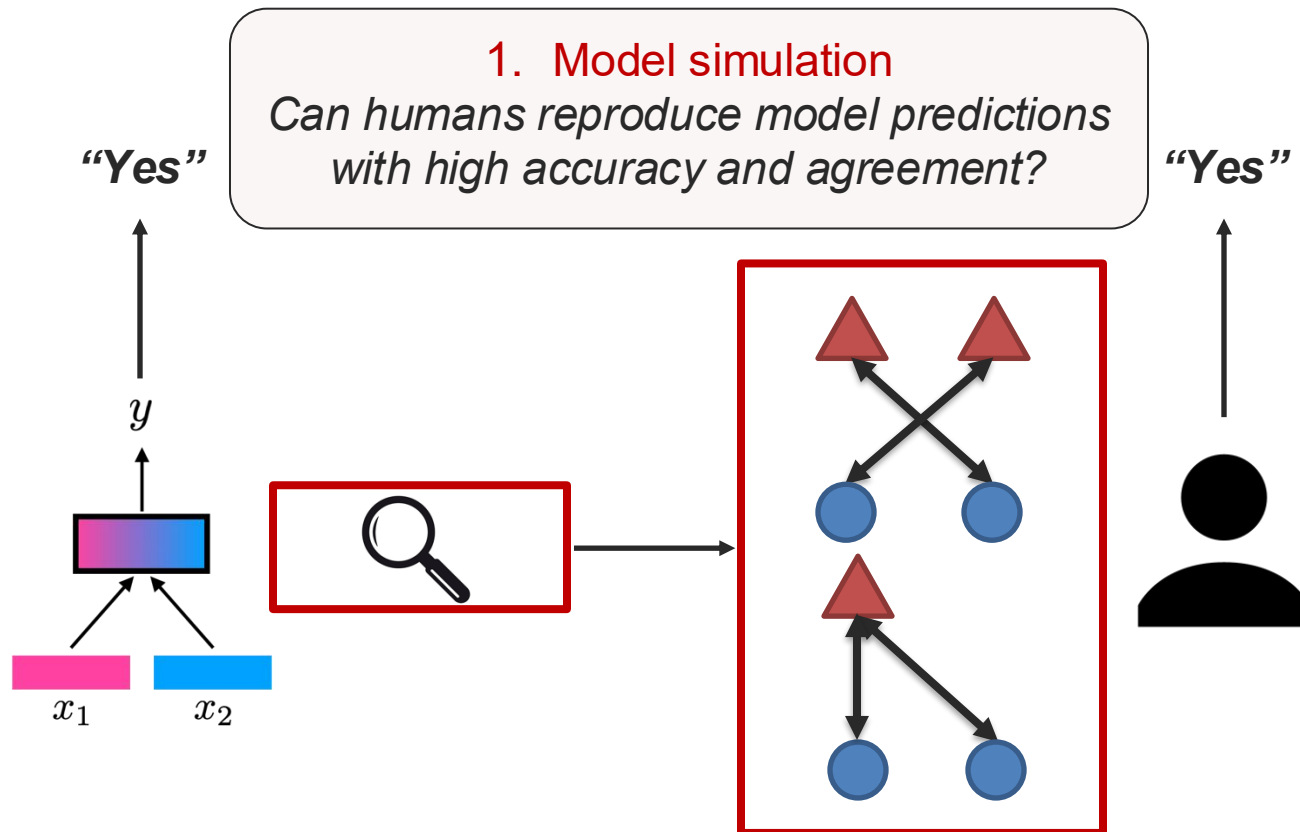 1. Model simulation
Can humans reproduce model predictions
with high accuracy and agreement?
“Yes”
“Yes”
y
x₁
x₂